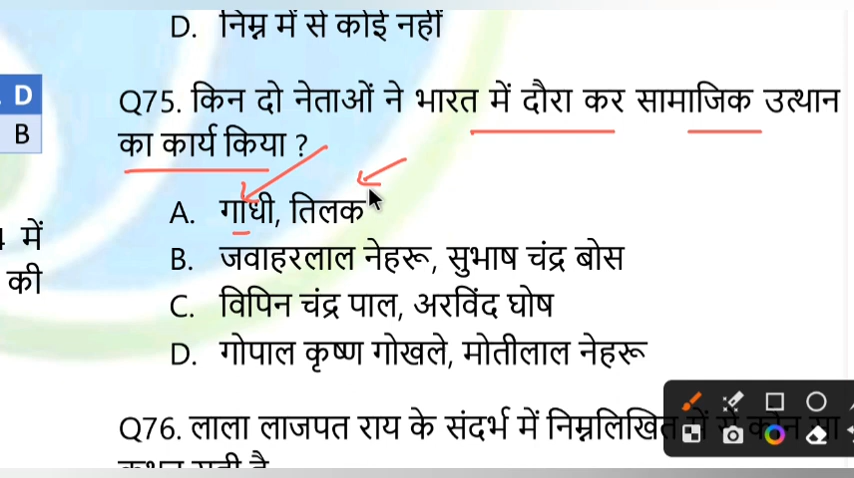 D. निम्न में से कोई नहीं
D
B
Q75. किन दो नेताओं ने भारत में दौरा कर सामाजिक उत्थान
का कार्य किया ?
A. गांधी, तिलक
में
B. जवाहरलाल नेहरू, सुभाष चंद्र बोस
की
C. विपिन चंद्र पाल, अरविंद घोष
D. गोपाल कृष्ण गोखले, मोतीलाल नेहरू
Q76. लाला लाजपत राय के संदर्भ में निम्नलिखित में से कौन सा